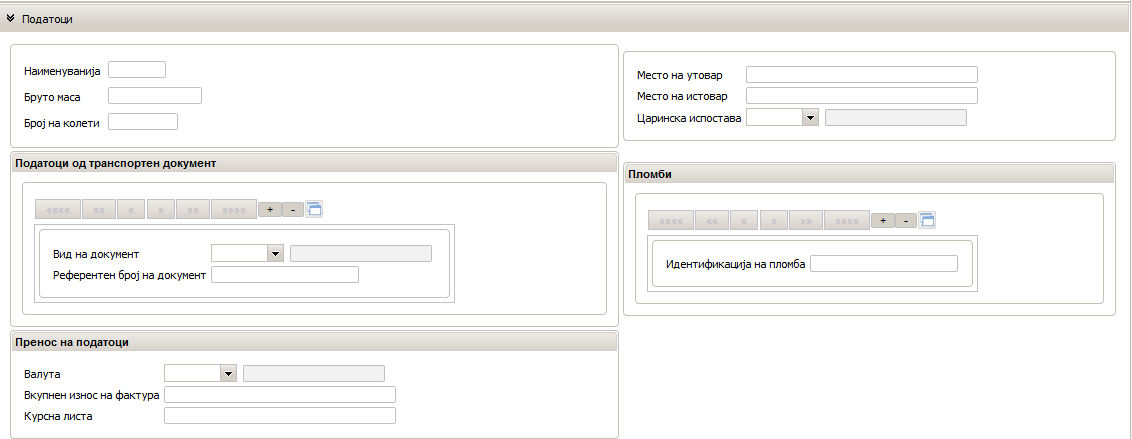 Податоци
Наименуванија
Бруто маса
Број на колети
Место на утовар
Место на истовар
Царинска испостава
Податоци од транспортен документ
«««« «« « » »» »»»» + -
Вид на документ
Референтен број на документ
Пломби
«««« «« « » »» »»»» + -
Идентификација на пломба
Пренос на податоци
Валута
Вкупнен износ на фактура
Курсна листа